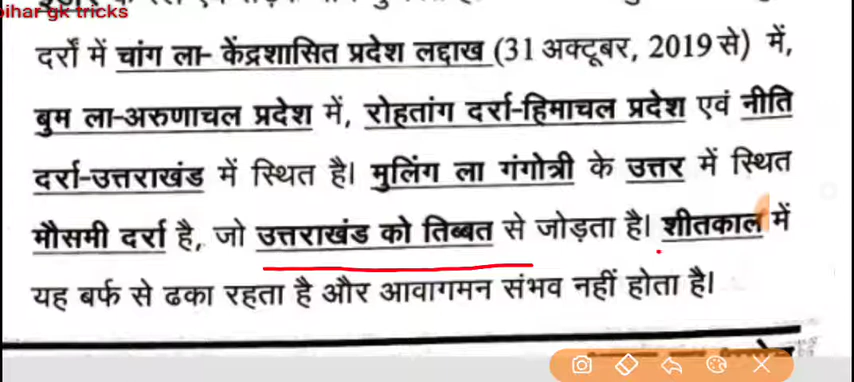 bihar gk tricks
दर्रों में चांग ला- केंद्रशासित प्रदेश लद्दाख (31 अक्टूबर, 2019 से) में,
बुम ला-अरुणाचल प्रदेश में, रोहतांग दर्रा-हिमाचल प्रदेश एवं नीति
दर्रा-उत्तराखंड में स्थित है। मुलिंग ला गंगोत्री के उत्तर में स्थित
मौसमी दर्रा है, जो उत्तराखंड को तिब्बत से जोड़ता है। शीतकाल में
यह बर्फ से ढका रहता है और आवागमन संभव नहीं होता है।